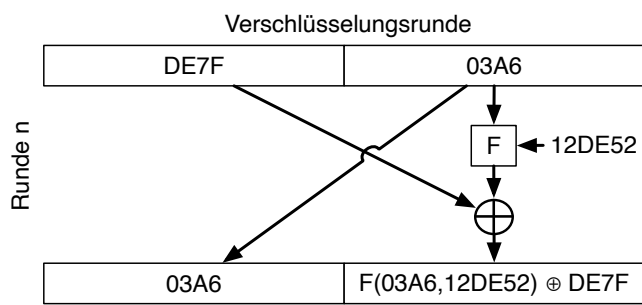 Verschlüsselungsrunde
DE7F
03A6
Runde n
F
12DE52
03A6
F(03A6,12DE52) ⊕ DE7F